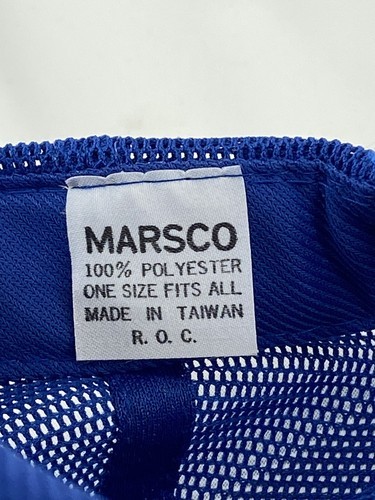 MARSCO
100% POLYESTER
ONE SIZE FITS ALL
MADE IN TAIWAN
R. O. C.